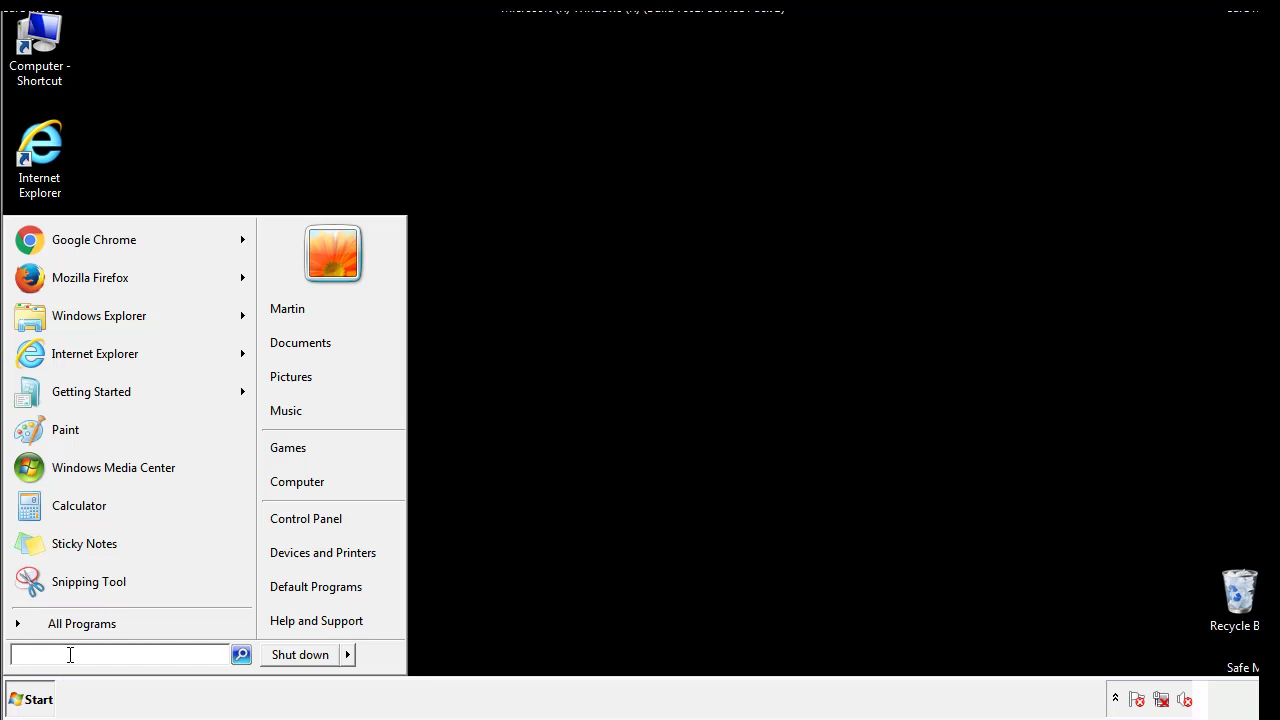 Computer -
Shortcut
Internet
Explorer
Google Chrome
Mozilla Firefox
Windows Explorer
Internet Explorer
Getting Started
Paint
Windows Media Center
Calculator
Sticky Notes
Snipping Tool
All Programs
Martin
Documents
Pictures
Music
Games
Computer
Control Panel
Devices and Printers
Default Programs
Help and Support
Shut down
Recycle B
Safe M
Start